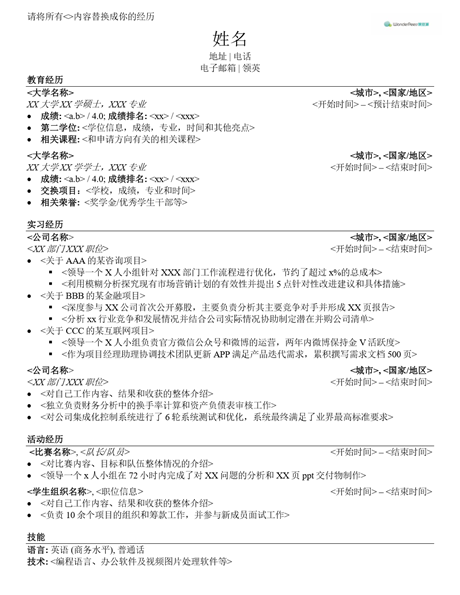 请将所有<>内容替换成你的经历
WonderPeer
姓名
地址 | 电话
电子邮箱 | 领英
教育经历
<大学名称> <城市>, <国家/地区>
XX 大学 XX 学硕士，XXX 专业 <开始时间> – <预计结束时间>
• 成绩: <a.b> / 4.0; 成绩排名: <xx> / <xxx>
• 第二学位: <学位信息，成绩，专业，时间和其他亮点>
• 相关课程: <和申请方向有关的相关课程>
<大学名称> <城市>, <国家/地区>
XX 大学 XX 学学士，XXX 专业 <开始时间> – <结束时间>
• 成绩: <a.b> / 4.0; 成绩排名: <xx> / <xxx>
• 交换项目: <学校，成绩，专业和时间>
• 相关荣誉: <奖学金/优秀学生干部等>
实习经历
<公司名称> <城市>, <国家/地区>
<XX 部门 XXX 职位> <开始时间> – <结束时间>
• <关于 AAA 的某咨询项目>
▪ <领导一个 X 人小组针对 XXX 部门工作流程进行优化，节约了超过 x%的总成本>
▪ <利用模糊分析探究现有市场营销计划的有效性并提出 5 点针对性改进建议和具体措施>
• <关于 BBB 的某金融项目>
▪ <深度参与 XX 公司首次公开募股，主要负责分析其主要竞争对手并形成 XX 页报告>
▪ <分析 xx 行业竞争和发展情况并结合公司实际情况协助制定潜在并购公司清单>
• <关于 CCC 的某互联网项目>
▪ <领导一个 X 人小组负责官方微信公众号和微博的运营，两年内微博保持金 V 活跃度>
▪ <作为项目经理助理协调技术团队更新 APP 满足产品迭代需求，累积撰写需求文档 500 页>
<公司名称> <城市>, <国家/地区>
<XX 部门 XXX 职位> <开始时间> – <结束时间>
• <对自己工作内容、结果和收获的整体介绍>
• <独立负责财务分析中的换手率计算和资产负债表审核工作>
• <对公司集成化控制系统进行了 6 轮系统测试和优化，系统最终满足了业界最高标准要求>
活动经历
<比赛名称>, <队长/队员> <开始时间> – <结束时间>
• <对比赛内容、目标和队伍整体情况的介绍>
• <领导一个 x 人小组在 72 小时内完成了对 XX 问题的分析和 XX 页 ppt 交付物制作>
<学生组织名称>, <职位信息> <开始时间> – <结束时间>
• <对自己工作内容、结果和收获的整体介绍>
• <负责 10 余个项目的组织和筹款工作，并参与新成员面试工作>
技能
语言: 英语 (商务水平), 普通话
技术: <编程语言、办公软件及视频图片处理软件等>